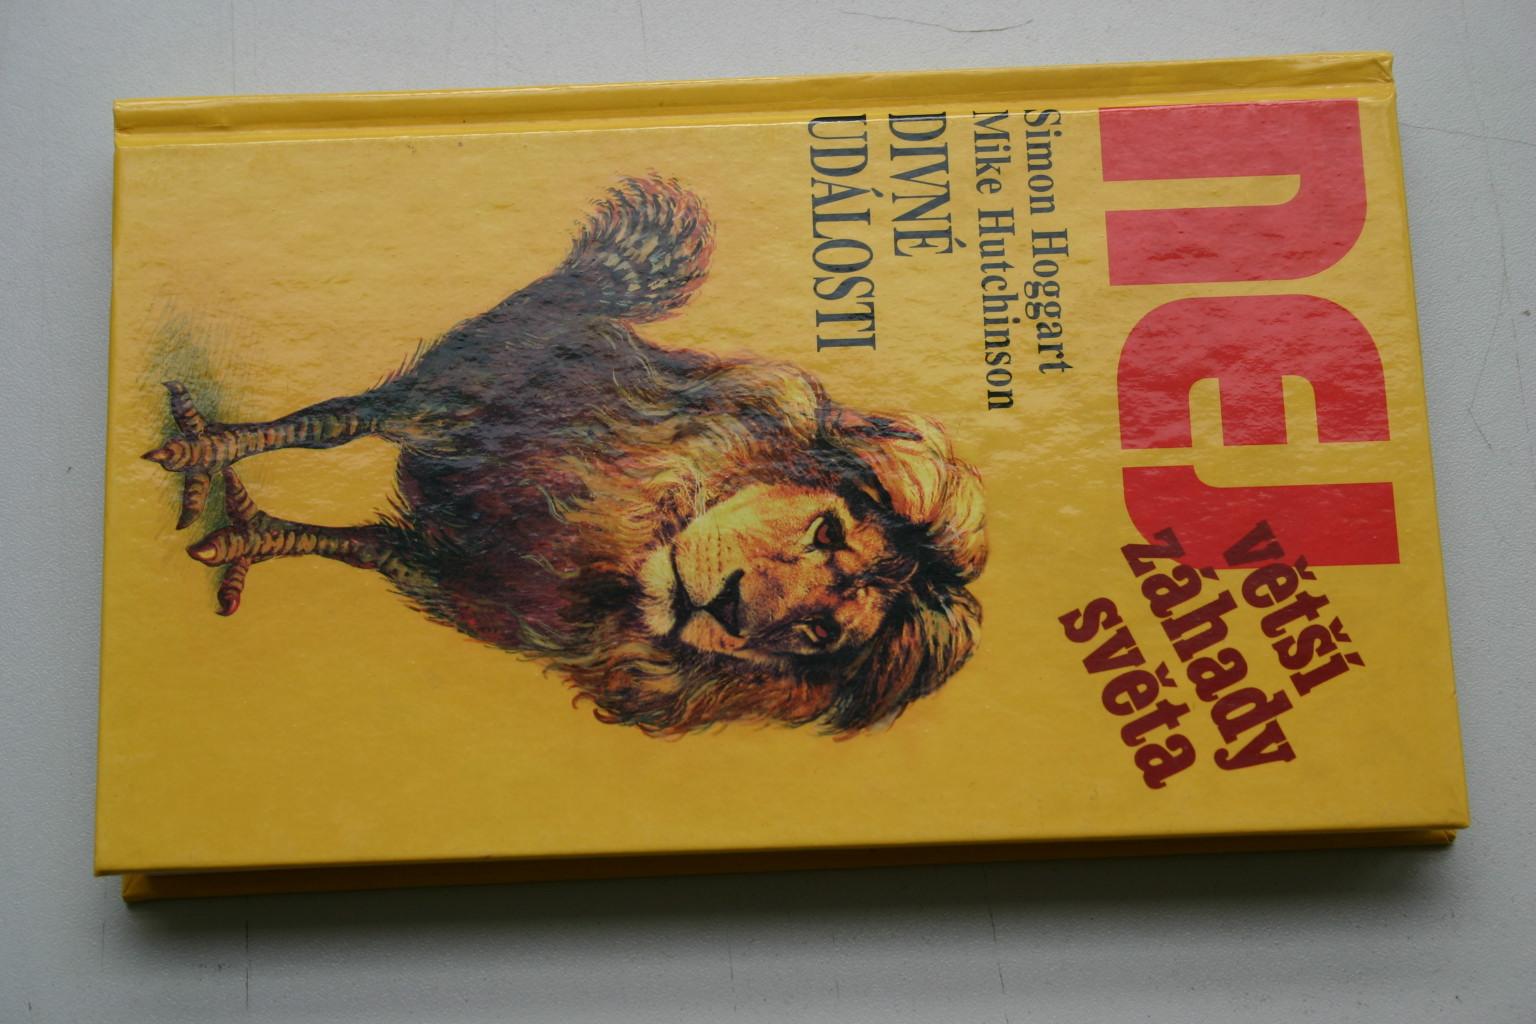 NEJ
větší
záhady
světa
Simon Hoggart
Mike Hutchinson
DIVNÉ
UDÁLOSTI